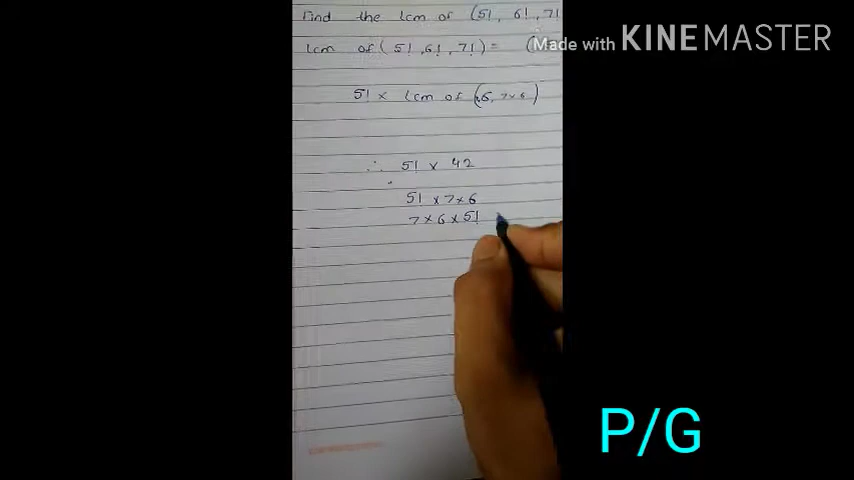 Find the lcm of (5!, 6!, 7!
lcm of (5!, 6!, 7!) = (
Made with KINEMASTER
5! × lcm of (6, 7×6)
∴ 5! × 42
5! × 7 × 6
7 × 6 × 5!
P/G